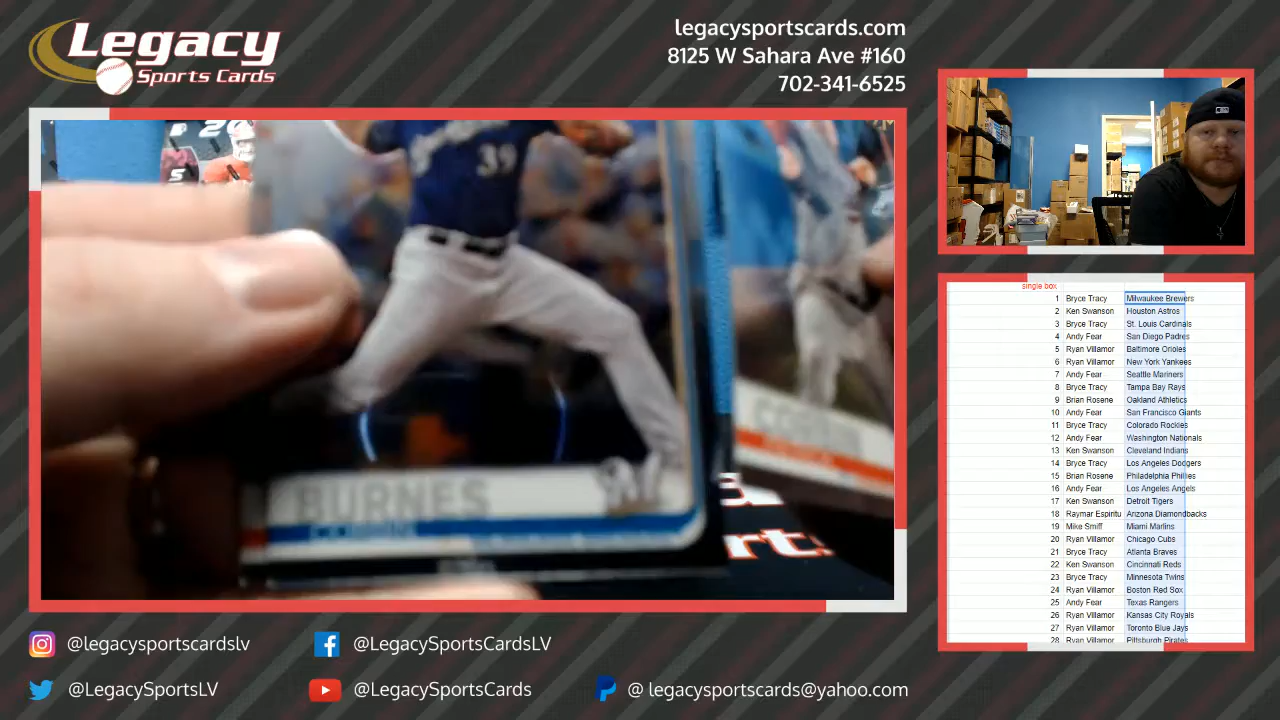 Legacy
Sports Cards
legacysportscards.com
8125 W Sahara Ave #160
702-341-6525
39
single box
1 Bryce Tracy Milwaukee Brewers
2 Ken Swanson Houston Astros
3 Bryce Tracy St. Louis Cardinals
4 Andy Fear San Diego Padres
5 Ryan Villamor Baltimore Orioles
6 Ryan Villamor New York Yankees
7 Andy Fear Seattle Mariners
8 Bryce Tracy Tampa Bay Rays
9 Brian Rosene Oakland Athletics
10 Andy Fear San Francisco Giants
11 Bryce Tracy Colorado Rockies
12 Andy Fear Washington Nationals
13 Ken Swanson Cleveland Indians
14 Bryce Tracy Los Angeles Dodgers
15 Brian Rosene Philadelphia Phillies
16 Andy Fear Los Angeles Angels
17 Ken Swanson Detroit Tigers
18 Raymar Espiritu Arizona Diamondbacks
19 Mike Smiff Miami Marlins
20 Ryan Villamor Chicago Cubs
21 Bryce Tracy Atlanta Braves
22 Ken Swanson Cincinnati Reds
23 Bryce Tracy Minnesota Twins
24 Ryan Villamor Boston Red Sox
25 Andy Fear Texas Rangers
26 Ryan Villamor Kansas City Royals
27 Ryan Villamor Toronto Blue Jays
28 Ryan Villamor Pittsburgh Pirates
@legacysportscardslv
@LegacySportsCardsLV
@LegacySportsLV
@LegacySportsCards
@ legacysportscards@yahoo.com